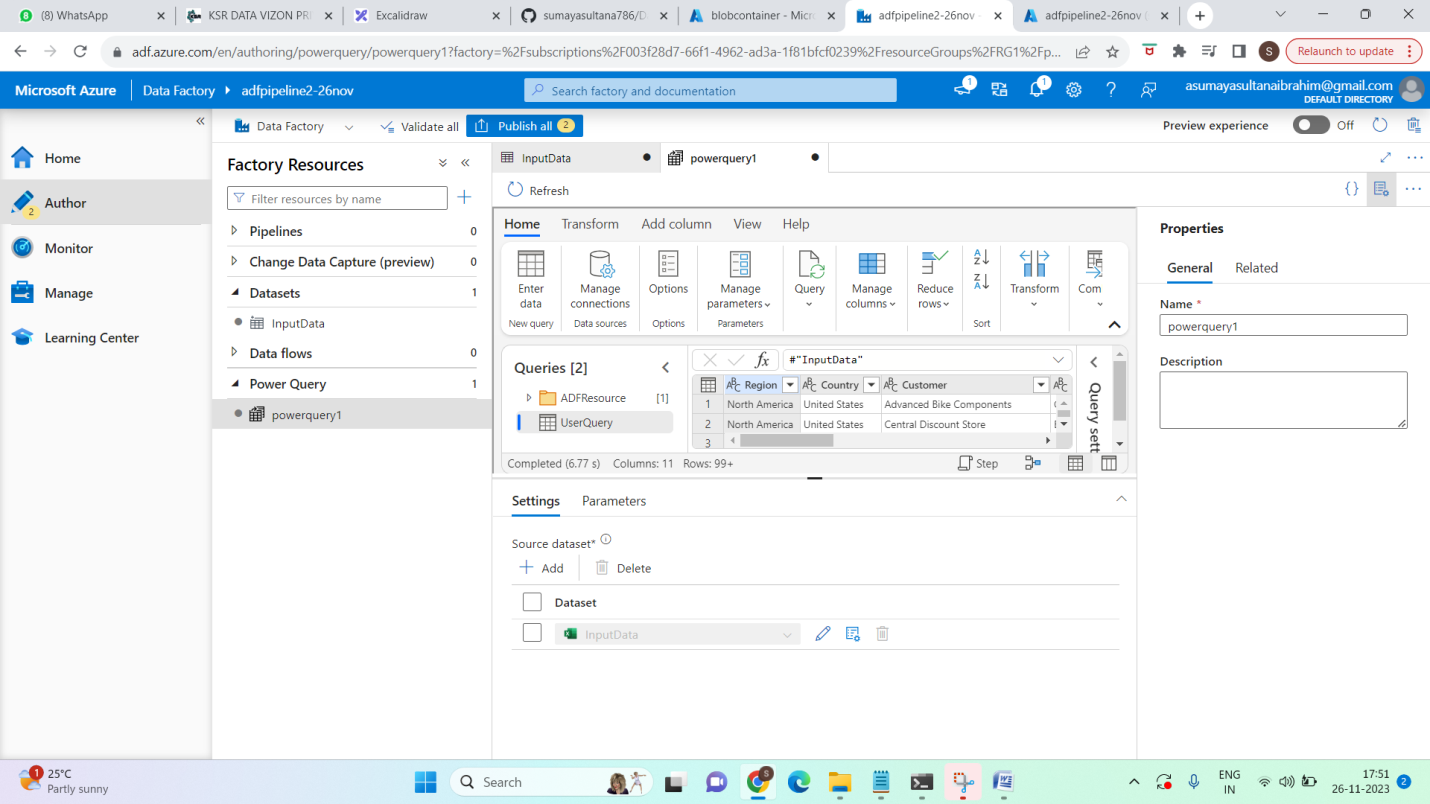 (8) WhatsApp
KSR DATA VIZON PR
Excalidraw
sumayasultana786/D
blobcontainer - Micr
adfpipeline2-26nov -
adfpipeline2-26nov (
adf.azure.com/en/authoring/powerquery/powerquery1?factory=%2Fsubscriptions%2F003f28d7-66f1-4962-ad3a-1f81bfcf0239%2FresourceGroups%2FRG1%2Fp...
S
Relaunch to update
Microsoft Azure
Data Factory
adfpipeline2-26nov
Search factory and documentation
1
1
asumayasultanaibrahim@gmail.com
DEFAULT DIRECTORY
Home
Author
2
Monitor
Manage
Learning Center
Data Factory
Validate all
Publish all 2
Preview experience
Off
Factory Resources
Filter resources by name
Pipelines 0
Change Data Capture (preview) 0
Datasets 1
InputData
Data flows 0
Power Query 1
powerquery1
InputData
powerquery1
Refresh
Home Transform Add column View Help
Enter data
New query
Manage connections
Data sources
Options
Options
Manage parameters
Parameters
Query
Manage columns
Reduce rows
Sort
Transform
Com
Queries [2]
ADFResource [1]
UserQuery
fx
#"InputData"
Region Country Customer
1 North America United States Advanced Bike Components
2 North America United States Central Discount Store
3
Query sett
Completed (6.77 s) Columns: 11 Rows: 99+
Step
Settings Parameters
Source dataset*
Add
Delete
Dataset
InputData
Properties
General Related
Name *
powerquery1
Description
1
25°C
Partly sunny
Search
S
ENG
IN
17:51
26-11-2023
2